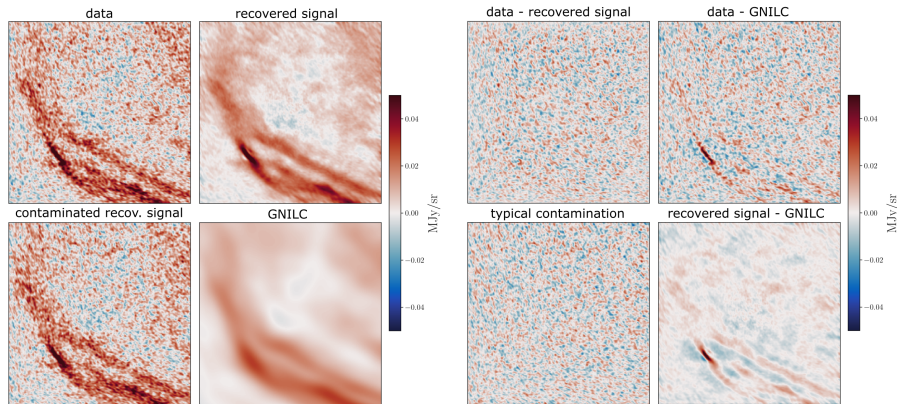 data
recovered signal
data - recovered signal
data - GNILC
0.04
0.02
0.00
−0.02
−0.04
MJy/sr
0.04
0.02
0.00
−0.02
−0.04
MJy/sr
contaminated recov. signal
GNILC
typical contamination
recovered signal - GNILC